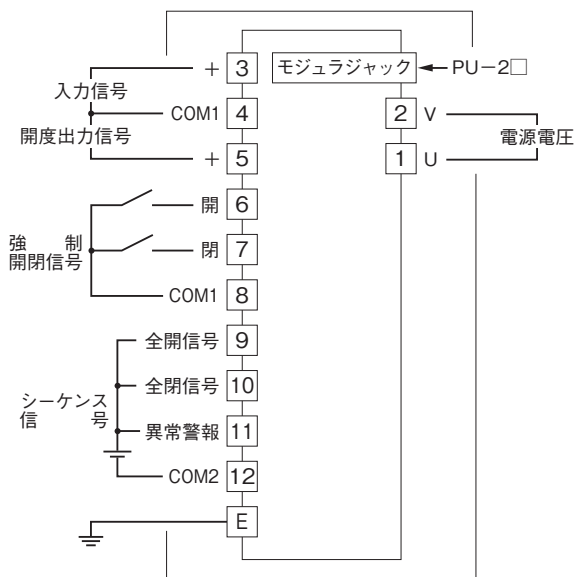 + 3 モジュラジャック PU−2□
入力信号
COM1 4 2 V
開度出力信号 電源電圧
+ 5 1 U
開 6
強制
開閉信号
閉 7
COM1 8
全開信号 9
全閉信号 10
シーケンス
信号
異常警報 11
COM2 12
E